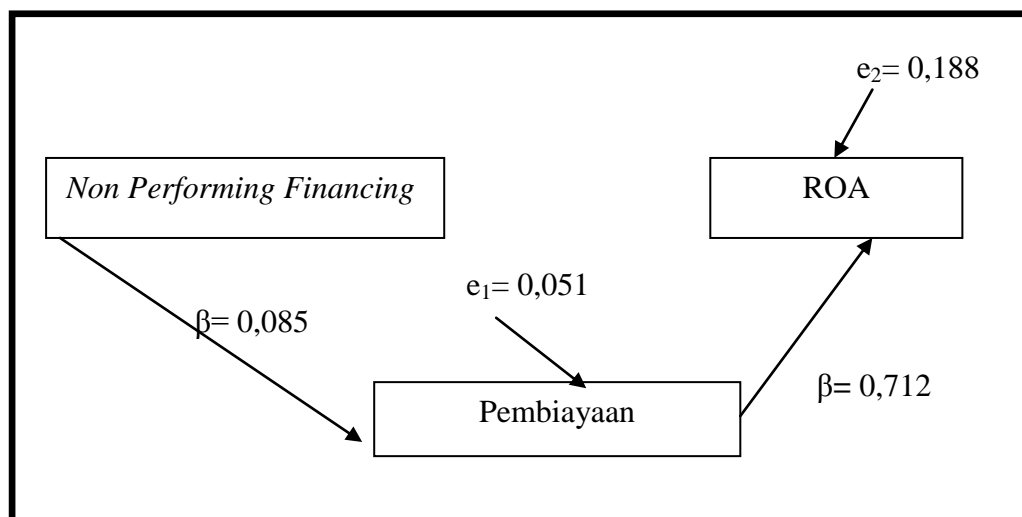 e₂= 0,188
Non Performing Financing
ROA
e₁= 0,051
β= 0,085
Pembiayaan
β= 0,712